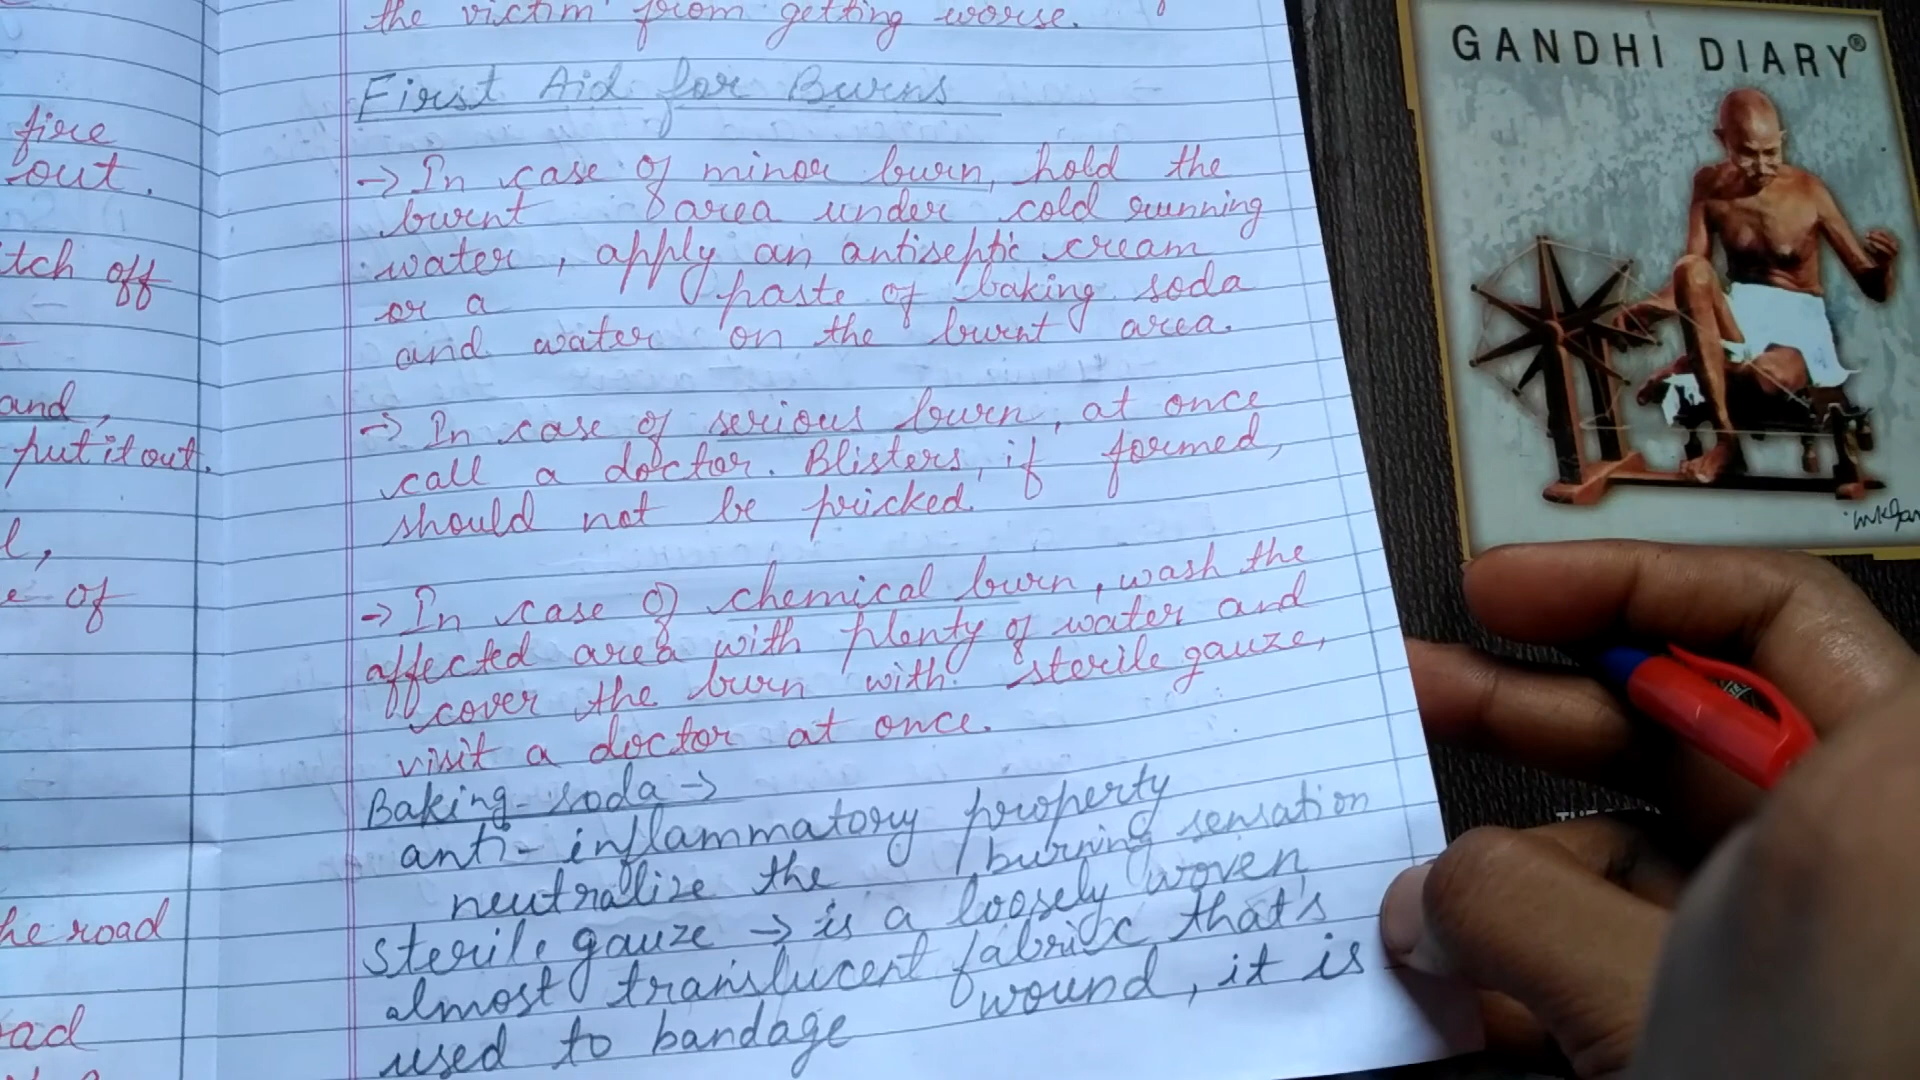 the victim from getting worse.
First Aid for Burns
→ In case of minor burn, hold the
burnt area under cold running
water, apply an antiseptic cream
or a paste of baking soda
and water on the burnt area.
→ In case of serious burn, at once
call a doctor. Blisters, if formed,
should not be pricked.
→ In case of chemical burn, wash the
affected area with plenty of water and
cover the burn with sterile gauze,
visit a doctor at once.
Baking-soda →
anti-inflammatory property
neutralize the burning sensation
sterile gauze → is a loosely woven
almost translucent fabric that's
used to bandage wound, it is
fire
out.
tch off
and,
put it out.
l,
e of
he road
oad
GANDHI DIARY®